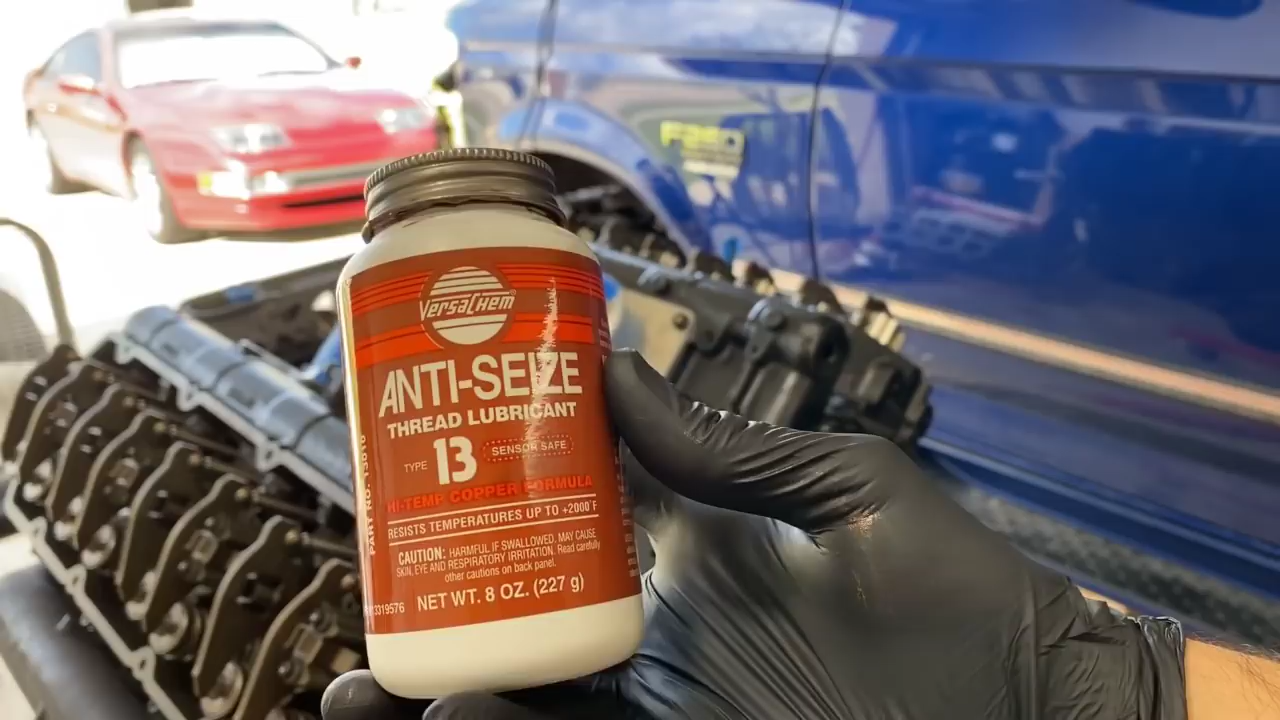 VERSACHEM®
ANTI-SEIZE
THREAD LUBRICANT
TYPE 13 SENSOR SAFE
HI-TEMP COPPER FORMULA
RESISTS TEMPERATURES UP TO +2000°F
CAUTION: HARMFUL IF SWALLOWED. MAY CAUSE
SKIN, EYE AND RESPIRATORY IRRITATION. Read carefully
other cautions on back panel.
NET WT. 8 OZ. (227 g)
PART NO. 13010
13319576